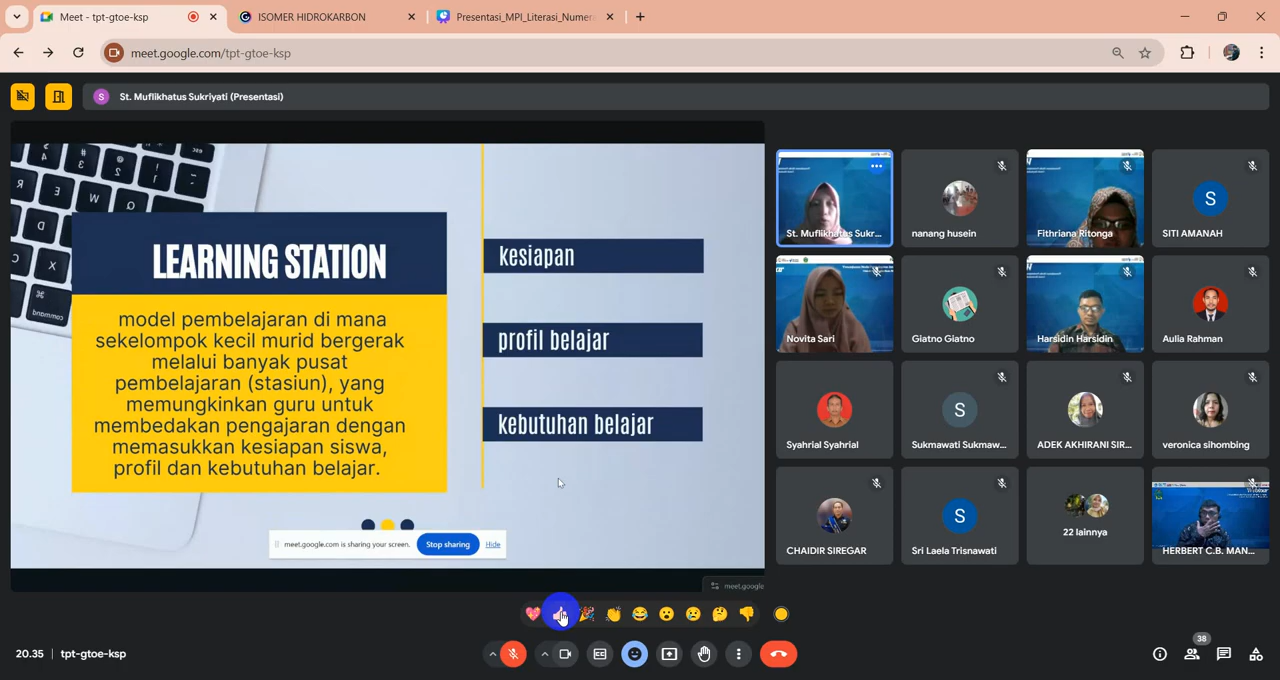 Meet - tpt-gtoe-ksp
ISOMER HIDROKARBON
Presentasi_MPI_Literasi_Numera
meet.google.com/tpt-gtoe-ksp
S
St. Muflikhatus Sukriyati (Presentasi)
LEARNING STATION
model pembelajaran di mana
sekelompok kecil murid bergerak
melalui banyak pusat
pembelajaran (stasiun), yang
memungkinkan guru untuk
membedakan pengajaran dengan
memasukkan kesiapan siswa,
profil dan kebutuhan belajar.
kesiapan
profil belajar
kebutuhan belajar
meet.google.com is sharing your screen.
Stop sharing
Hide
meet.google
St. Muflikhatus Sukr...
nanang husein
Fithriana Ritonga
S
SITI AMANAH
Novita Sari
Giatno Giatno
Harsidin Harsidin
Aulia Rahman
Syahrial Syahrial
S
Sukmawati Sukmaw...
ADEK AKHIRANI SIR...
veronica sihombing
CHAIDIR SIREGAR
S
Sri Laela Trisnawati
22 lainnya
HERBERT C.B. MAN...
20.35
tpt-gtoe-ksp
38